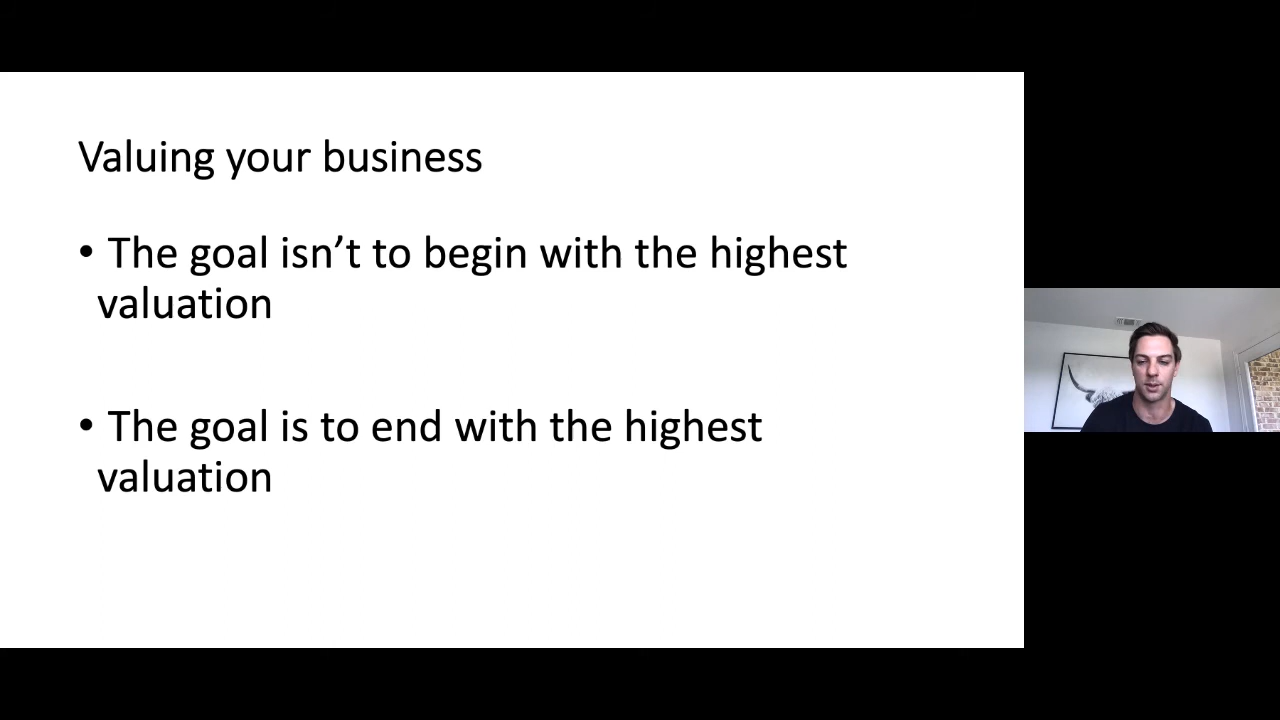 Valuing your business
• The goal isn’t to begin with the highest
valuation
• The goal is to end with the highest
valuation